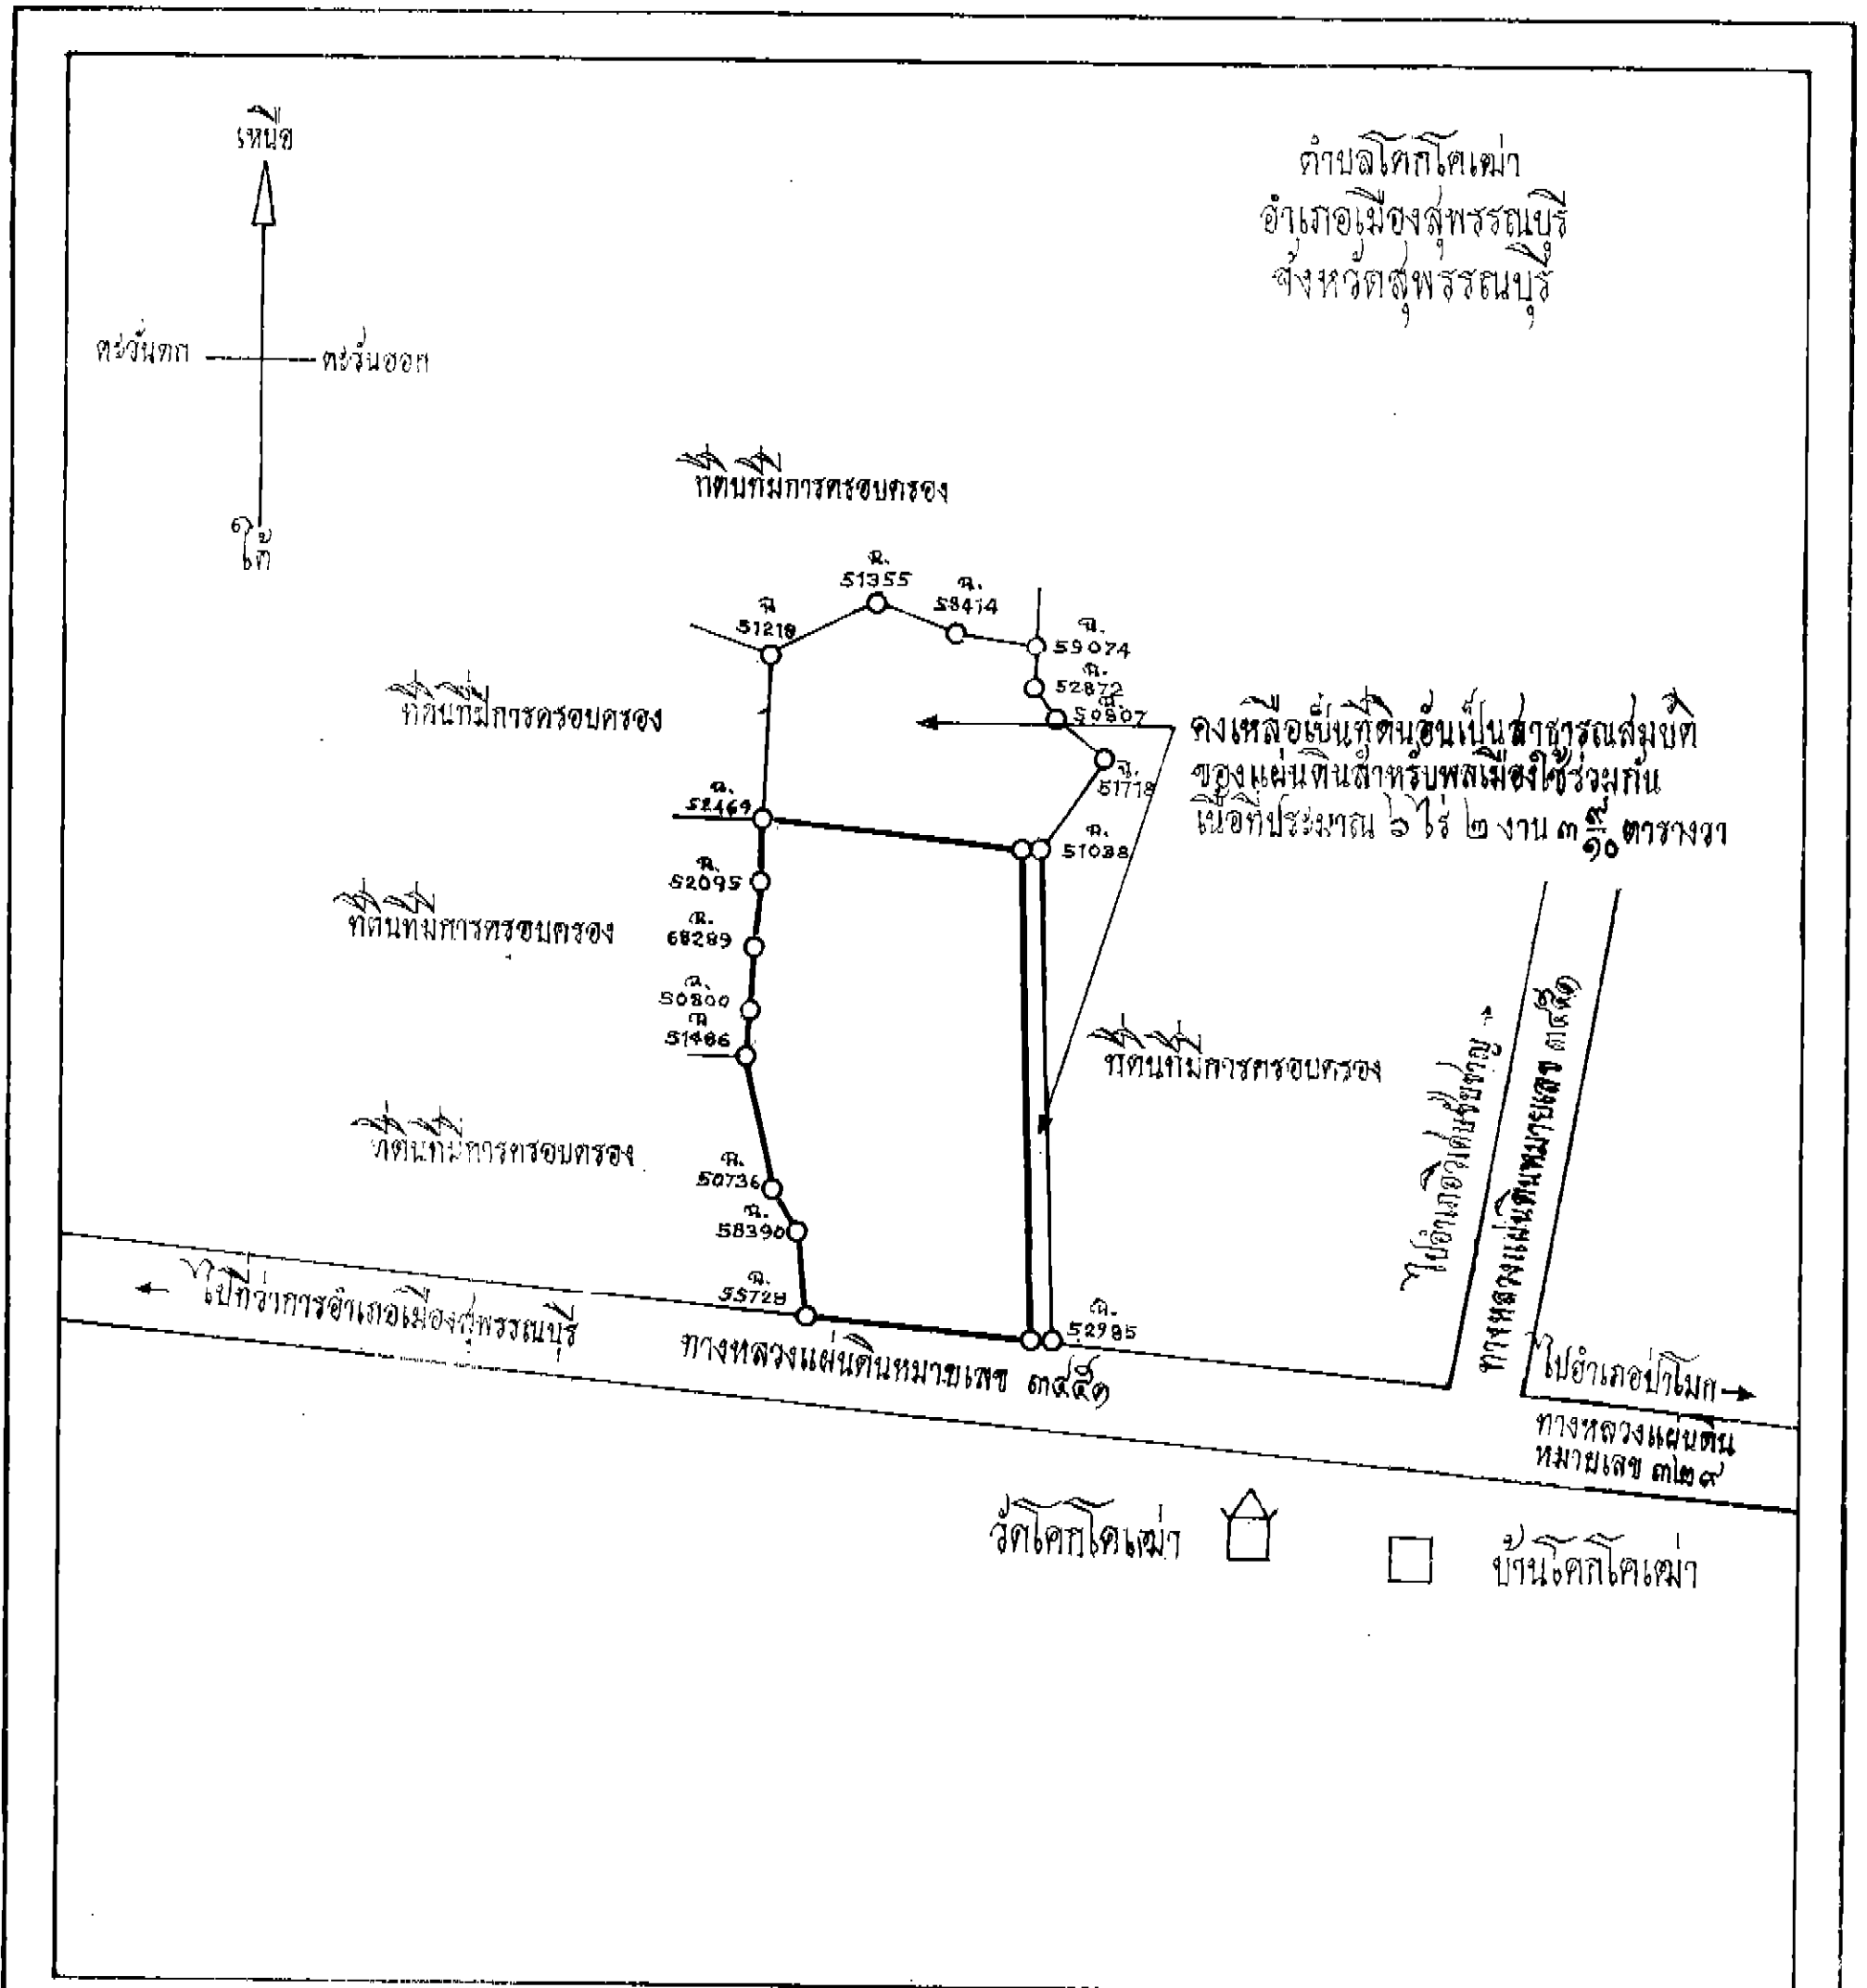 เหนือ
ตะวันตก
ตะวันออก
ใต้
ตำบลโคกโคเฒ่า
อำเภอเมืองสุพรรณบุรี
จังหวัดสุพรรณบุรี
ที่ดินที่มีการครอบครอง
ฉ.
51355
ฉ.
58414
ฉ
51218
ฉ.
59074
ฉ.
52872
ฉ.
50807
ฉ.
51718
ที่ดินที่มีการครอบครอง
คงเหลือเป็นที่ดินอันเป็นสาธารณสมบัติ
ของแผ่นดินสำหรับพลเมืองใช้ร่วมกัน
เนื้อที่ประมาณ ๖ ไร่ ๒ งาน ๓ ๙/๑๐ ตารางวา
ฉ.
52469
ฉ.
51038
ฉ.
52095
ที่ดินที่มีการครอบครอง
ฉ.
68289
ฉ.
50800
ฉ
51486
ที่ดินที่มีการครอบครอง
ที่ดินที่มีการครอบครอง
ฉ.
50736
ฉ.
58390
ฉ.
55728
ฉ.
52985
ไปอำเภอวิเศษชัยชาญ
ทางหลวงแผ่นดินหมายเลข ๓๔๕๑
ไปที่ว่าการอำเภอเมืองสุพรรณบุรี
ทางหลวงแผ่นดินหมายเลข ๓๔๕๑
ไปอำเภอป่าโมก
ทางหลวงแผ่นดิน
หมายเลข ๓๒๙
วัดโคกโคเฒ่า
บ้านโคกโคเฒ่า